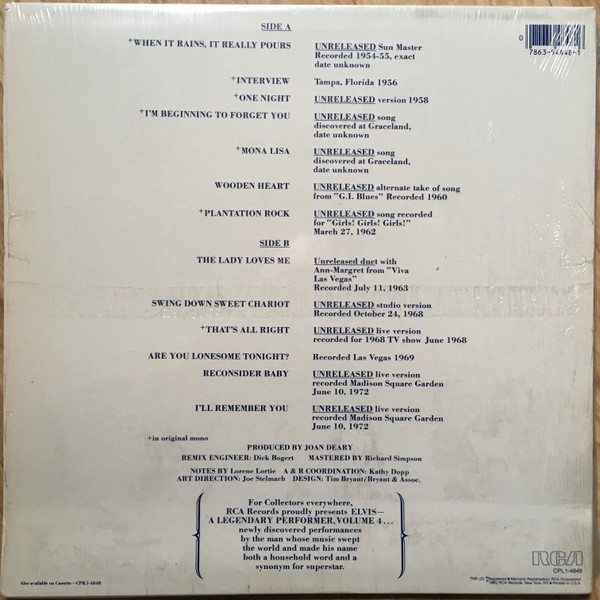 SIDE A
+WHEN IT RAINS, IT REALLY POURS UNRELEASED Sun Master
Recorded 1954-55, exact
date unknown
+INTERVIEW Tampa, Florida 1956
+ONE NIGHT UNRELEASED version 1958
+I'M BEGINNING TO FORGET YOU UNRELEASED song
discovered at Graceland,
date unknown
+MONA LISA UNRELEASED song
discovered at Graceland,
date unknown
WOODEN HEART UNRELEASED alternate take of song
from "G.I. Blues" Recorded 1960
+PLANTATION ROCK UNRELEASED song recorded
for "Girls! Girls! Girls!"
March 27, 1962
SIDE B
THE LADY LOVES ME Unreleased duet with
Ann-Margret from "Viva
Las Vegas"
Recorded July 11, 1963
SWING DOWN SWEET CHARIOT UNRELEASED studio version
Recorded October 24, 1968
+THAT'S ALL RIGHT UNRELEASED live version
recorded for 1968 TV show June 1968
ARE YOU LONESOME TONIGHT? Recorded Las Vegas 1969
RECONSIDER BABY UNRELEASED live version
recorded Madison Square Garden
June 10, 1972
I'LL REMEMBER YOU UNRELEASED live version
recorded Madison Square Garden
June 10, 1972
+in original mono
PRODUCED BY JOAN DEARY
REMIX ENGINEER: Dick Bogert MASTERED BY Richard Simpson
NOTES BY Lorene Lortie A & R COORDINATION: Kathy Dopp
ART DIRECTION: Joe Stelmach DESIGN: Tim Bryant/Bryant & Assoc.
For Collectors everywhere,
RCA Records proudly presents ELVIS—
A LEGENDARY PERFORMER, VOLUME 4...
newly discovered performances
by the man whose music swept
the world and made his name
both a household word and a
synonym for superstar.
Also available on Cassette—CPK1-4848
RCA
CPL1-4848